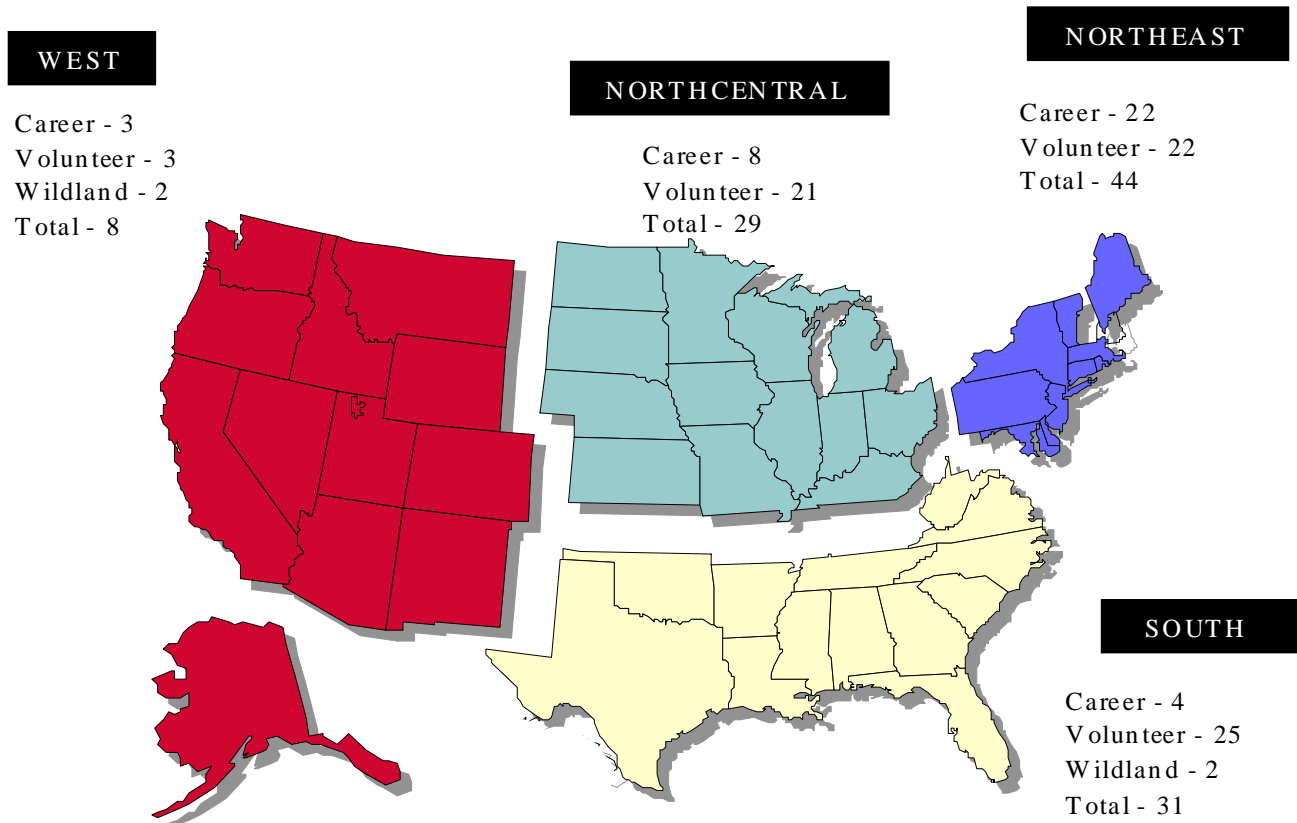 WEST
Career - 3
Volunteer - 3
Wildland - 2
Total - 8
NORTHCENTRAL
Career - 8
Volunteer - 21
Total - 29
NORTHEAST
Career - 22
Volunteer - 22
Total - 44
SOUTH
Career - 4
Volunteer - 25
Wildland - 2
Total - 31